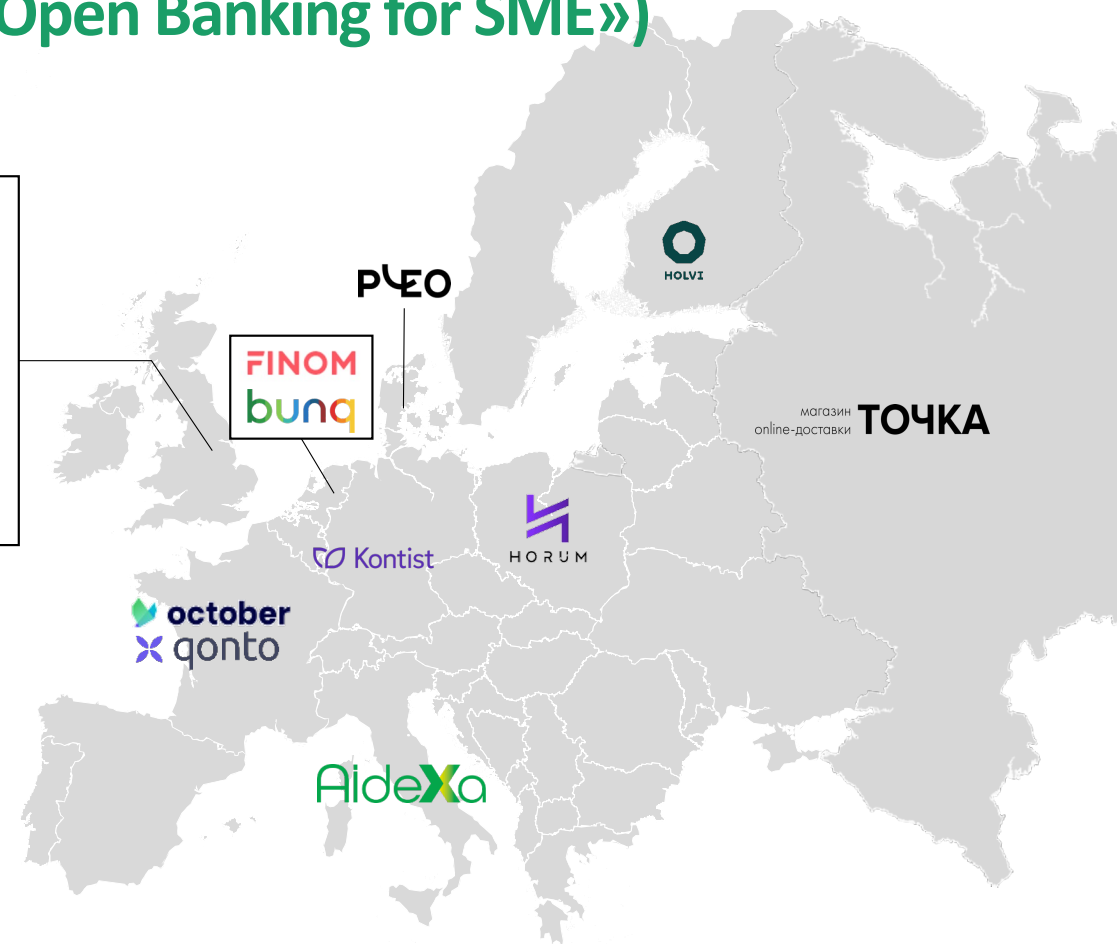 Open Banking for SME»)
HOLVI
PLEO
FINOM
bunq
магазин
online-доставки ТОЧКА
HORUM
Kontist
october
qonto
AideXa